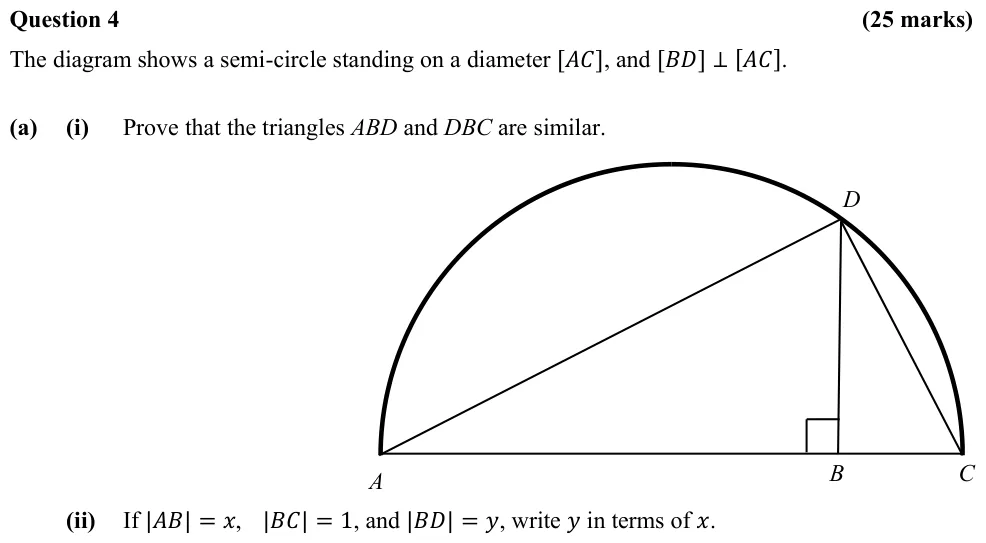 Question 4 (25 marks)
The diagram shows a semi-circle standing on a diameter [AC], and [BD] ⊥ [AC].
(a) (i) Prove that the triangles ABD and DBC are similar.
D
A
B
C
(ii) If |AB| = x, |BC| = 1, and |BD| = y, write y in terms of x.